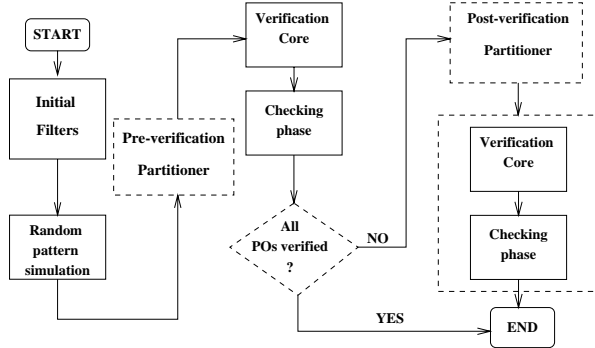 START
Initial
Filters
Random
pattern
simulation
Pre-verification
Partitioner
Verification
Core
Checking
phase
All
POs verified
?
NO
YES
Post-verification
Partitioner
Verification
Core
Checking
phase
END